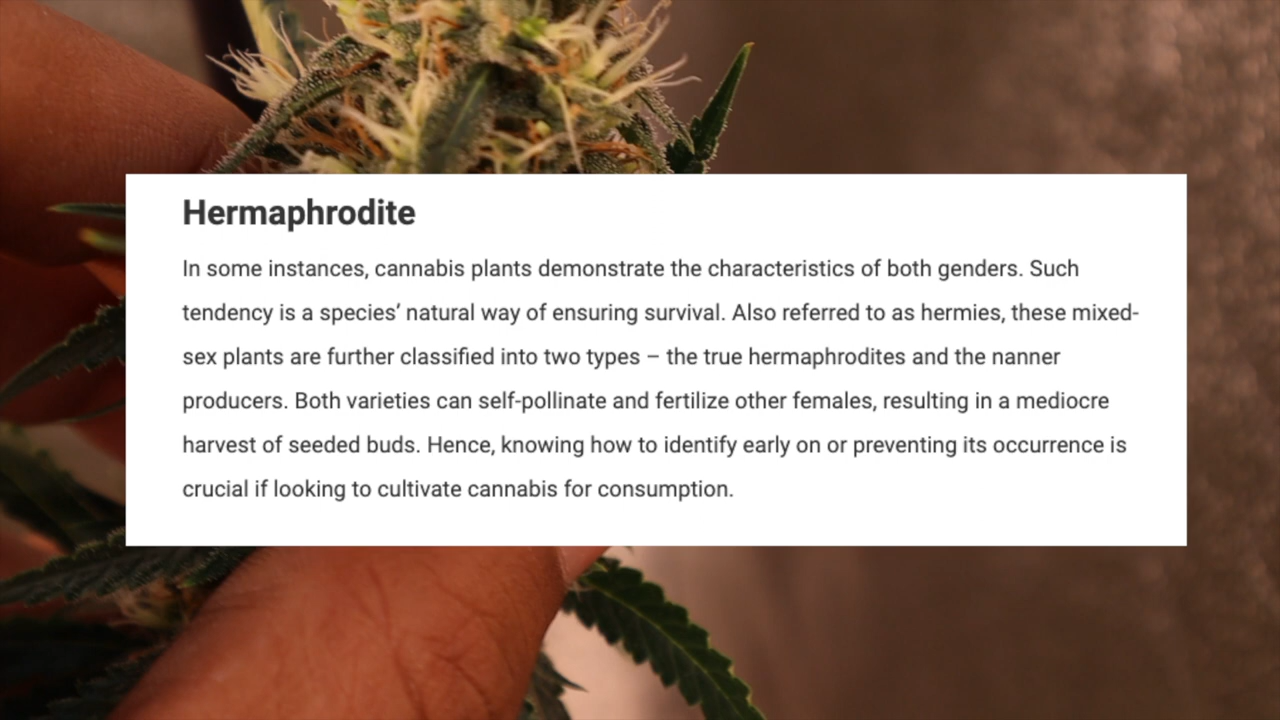 Hermaphrodite
In some instances, cannabis plants demonstrate the characteristics of both genders. Such
tendency is a species’ natural way of ensuring survival. Also referred to as hermies, these mixed-
sex plants are further classified into two types – the true hermaphrodites and the nanner
producers. Both varieties can self-pollinate and fertilize other females, resulting in a mediocre
harvest of seeded buds. Hence, knowing how to identify early on or preventing its occurrence is
crucial if looking to cultivate cannabis for consumption.